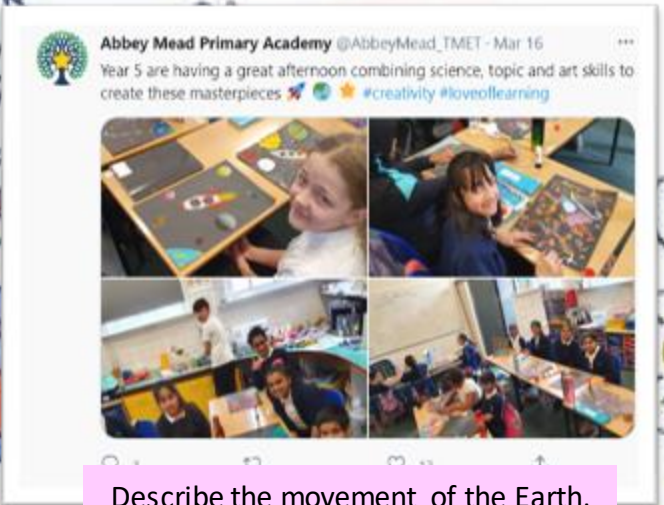 Abbey Mead Primary Academy @AbbeyMead_TMET · Mar 16
Year 5 are having a great afternoon combining science, topic and art skills to
create these masterpieces 🚀 🌍 ⭐ #creativity #loveoflearning
Describe the movement of the Earth,